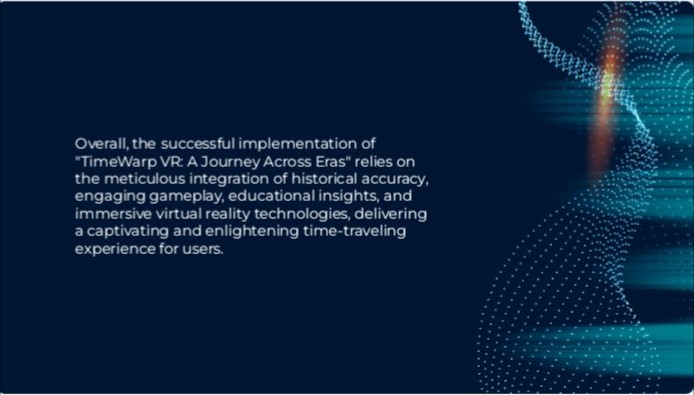 Overall, the successful implementation of
"TimeWarp VR: A Journey Across Eras" relies on
the meticulous integration of historical accuracy,
engaging gameplay, educational insights, and
immersive virtual reality technologies, delivering
a captivating and enlightening time-traveling
experience for users.